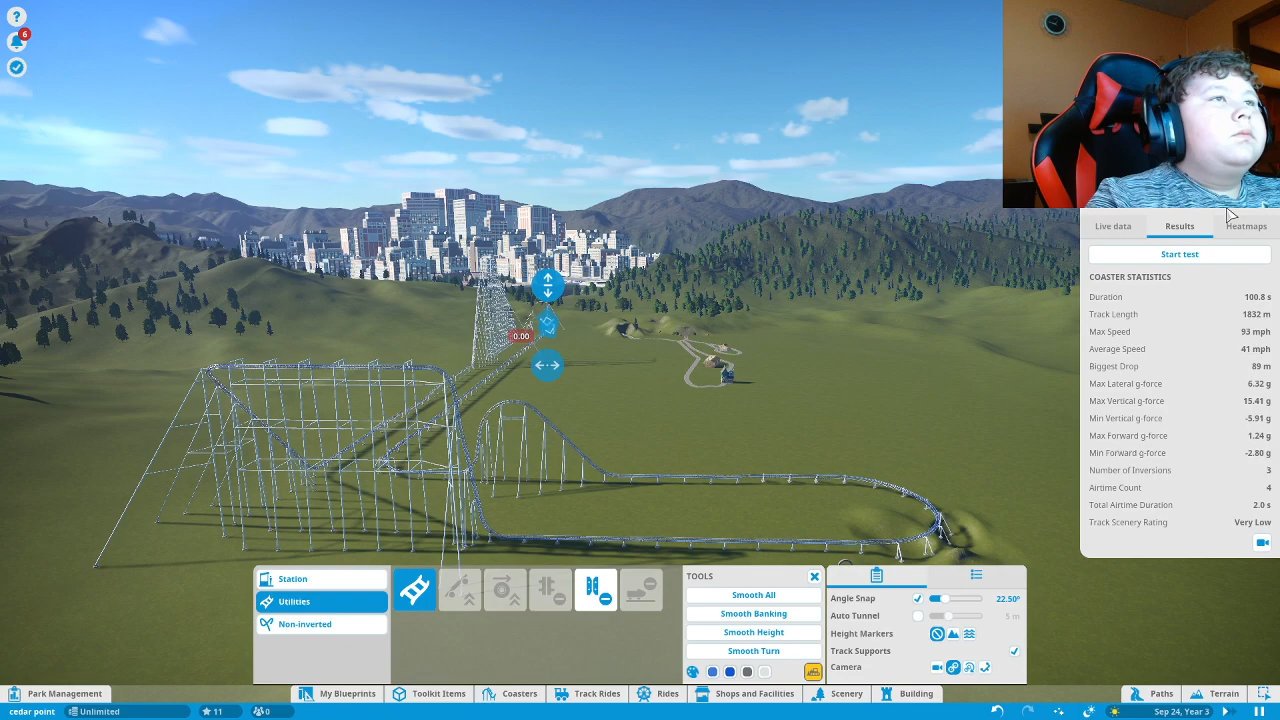 ?
6
0.00
Live data Results Heatmaps
Start test
COASTER STATISTICS
Duration 100.8 s
Track Length 1832 m
Max Speed 93 mph
Average Speed 41 mph
Biggest Drop 89 m
Max Lateral g-force 6.32 g
Max Vertical g-force 15.41 g
Min Vertical g-force -5.91 g
Max Forward g-force 1.24 g
Min Forward g-force -2.80 g
Number of Inversions 3
Airtime Count 4
Total Airtime Duration 2.0 s
Track Scenery Rating Very Low
Station
Utilities
Non-inverted
TOOLS
Smooth All
Smooth Banking
Smooth Height
Smooth Turn
Angle Snap 22.50°
Auto Tunnel 5 m
Height Markers
Track Supports
Camera
Park Management My Blueprints Toolkit Items Coasters Track Rides Rides Shops and Facilities Scenery Building Paths Terrain
cedar point Unlimited 11 0 Sep 24, Year 3